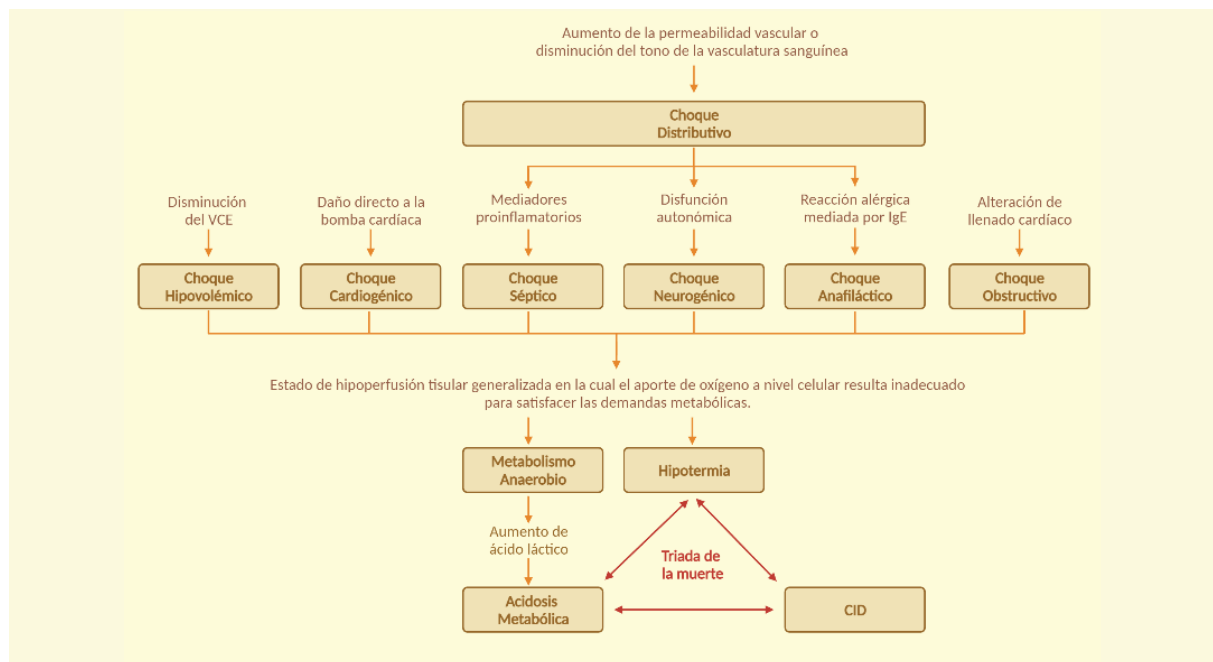 Aumento de la permeabilidad vascular o
disminución del tono de la vasculatura sanguínea
Choque
Distributivo
Disminución
del VCE
Daño directo a la
bomba cardíaca
Mediadores
proinflamatorios
Disfunción
autonómica
Reacción alérgica
mediada por IgE
Alteración de
llenado cardíaco
Choque
Hipovolémico
Choque
Cardiogénico
Choque
Séptico
Choque
Neurogénico
Choque
Anafiláctico
Choque
Obstructivo
Estado de hipoperfusión tisular generalizada en la cual el aporte de oxígeno a nivel celular resulta inadecuado
para satisfacer las demandas metabólicas.
Metabolismo
Anaerobio
Hipotermia
Aumento de
ácido láctico
Triada de
la muerte
Acidosis
Metabólica
CID